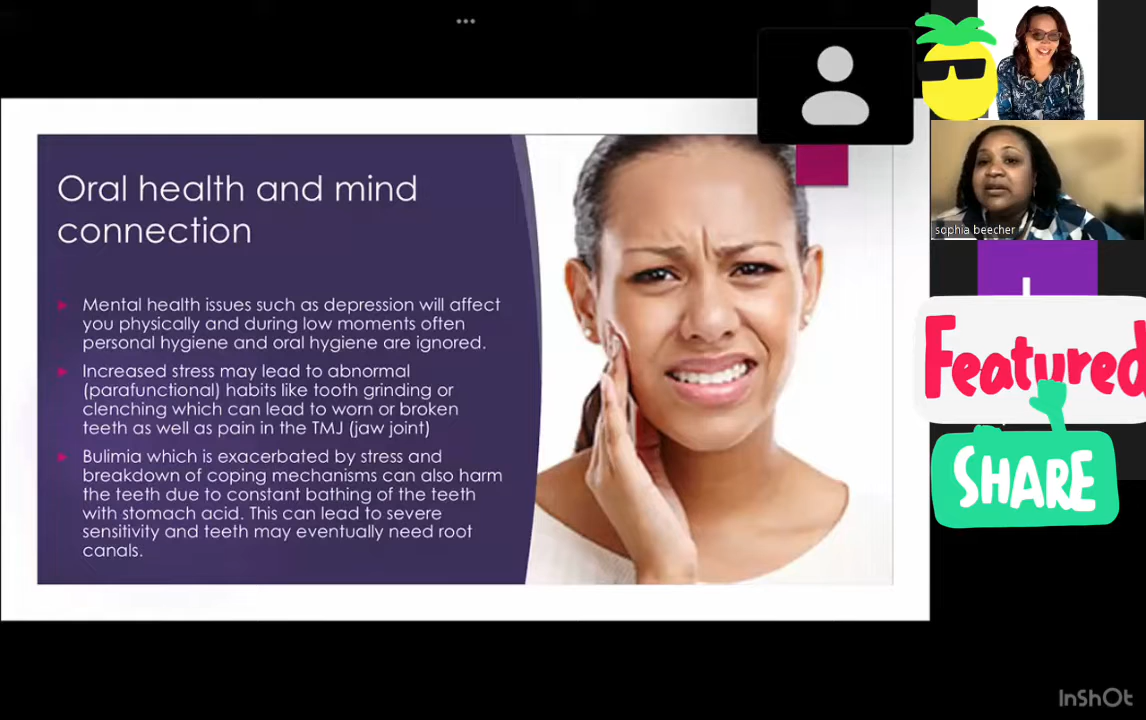 Oral health and mind
connection
Mental health issues such as depression will affect
you physically and during low moments often
personal hygiene and oral hygiene are ignored.
Increased stress may lead to abnormal
(parafunctional) habits like tooth grinding or
clenching which can lead to worn or broken
teeth as well as pain in the TMJ (jaw joint)
Bulimia which is exacerbated by stress and
breakdown of coping mechanisms can also harm
the teeth due to constant bathing of the teeth
with stomach acid. This can lead to severe
sensitivity and teeth may eventually need root
canals.
sophia beecher
Featured
SHARE
InShOt